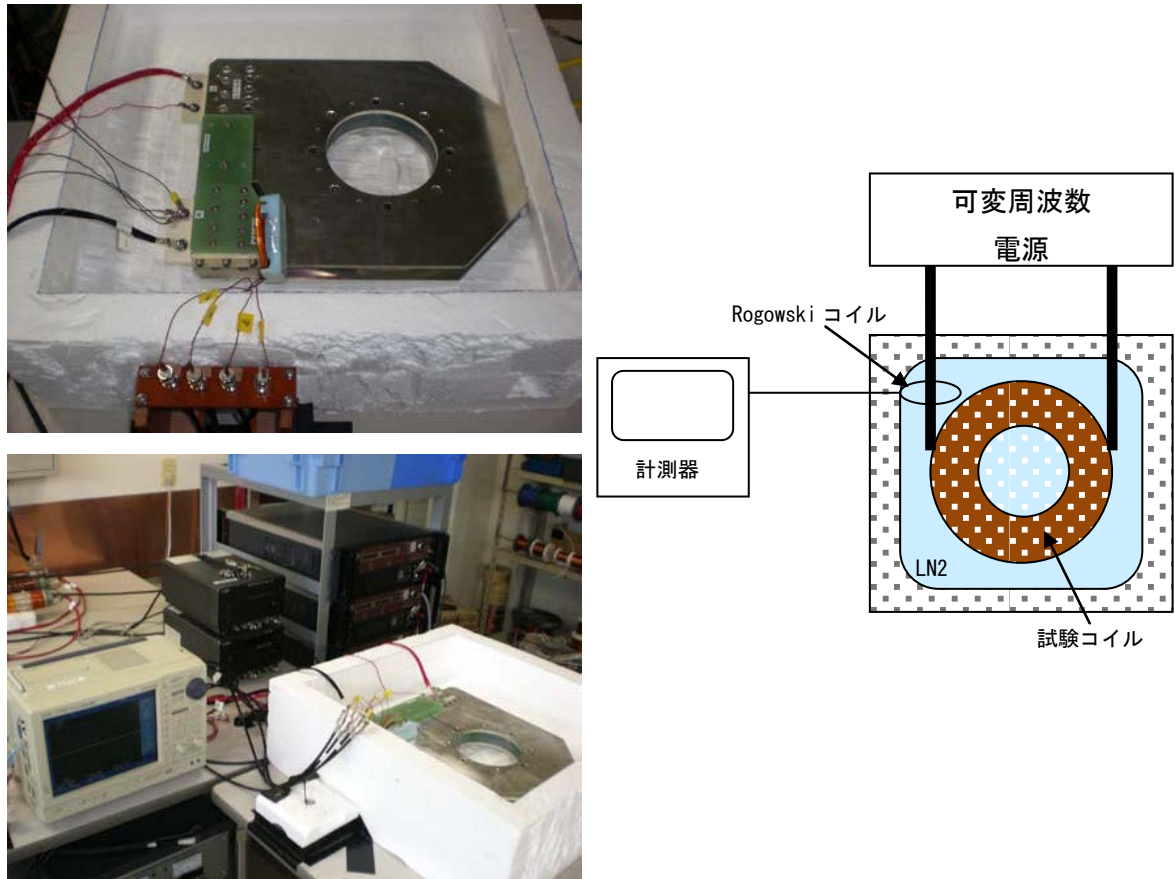 可変周波数
電源
Rogowski コイル
計測器
LN2
試験コイル